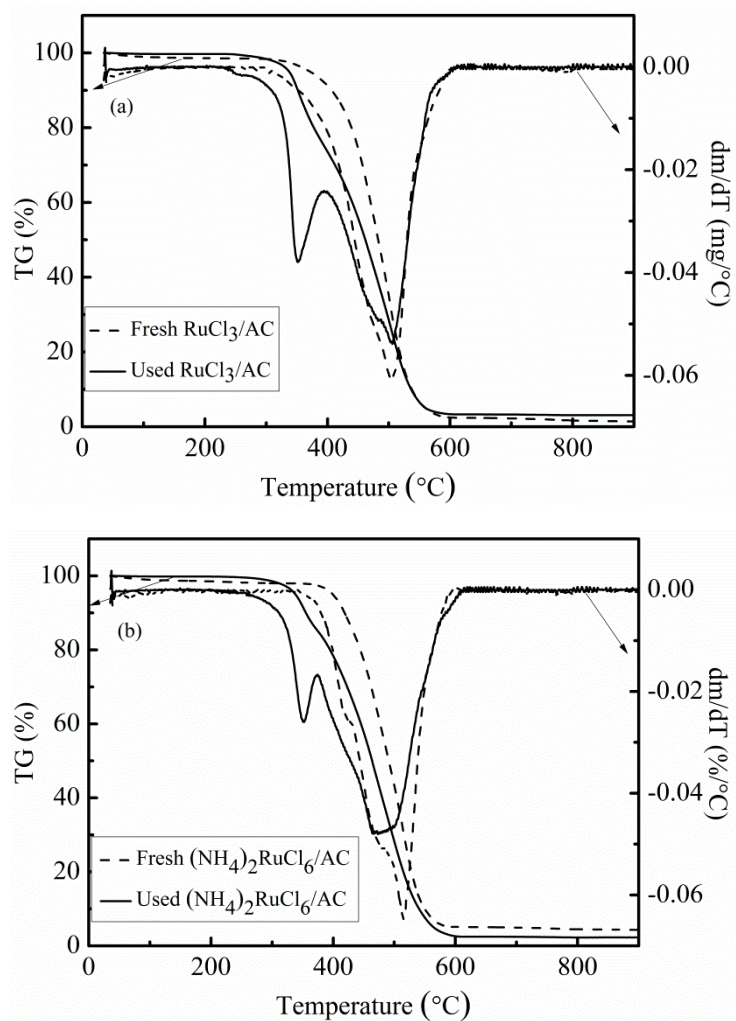 100
80
60
40
20
0
TG (%)
(a)
Fresh RuCl3/AC
Used RuCl3/AC
0.00
-0.02
-0.04
-0.06
dm/dT (mg/°C)
0 200 400 600 800
Temperature (°C)
100
80
60
40
20
0
TG (%)
(b)
Fresh (NH4)2RuCl6/AC
Used (NH4)2RuCl6/AC
0.00
-0.02
-0.04
-0.06
dm/dT (%/°C)
0 200 400 600 800
Temperature (°C)